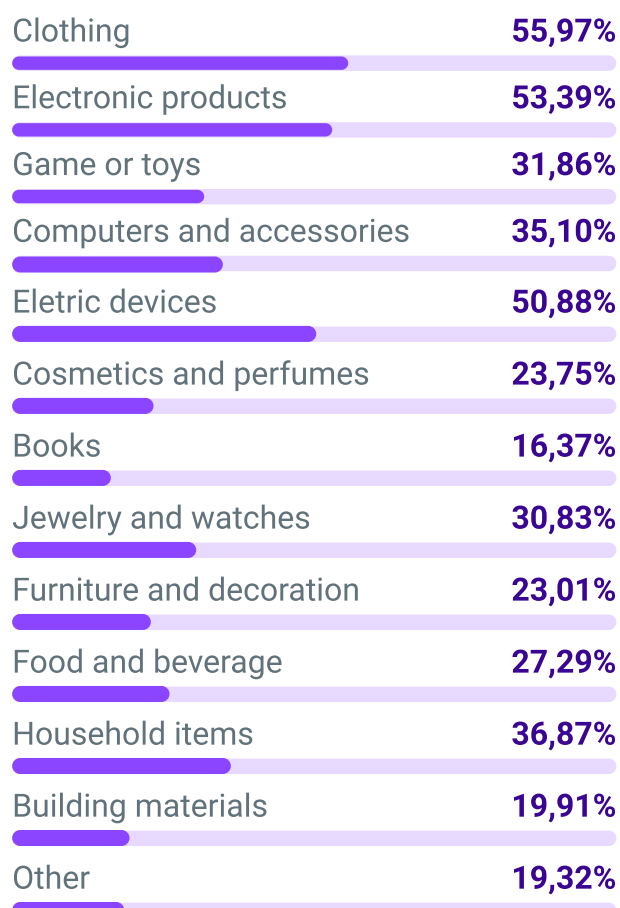 Clothing 55,97%
Electronic products 53,39%
Game or toys 31,86%
Computers and accessories 35,10%
Eletric devices 50,88%
Cosmetics and perfumes 23,75%
Books 16,37%
Jewelry and watches 30,83%
Furniture and decoration 23,01%
Food and beverage 27,29%
Household items 36,87%
Building materials 19,91%
Other 19,32%